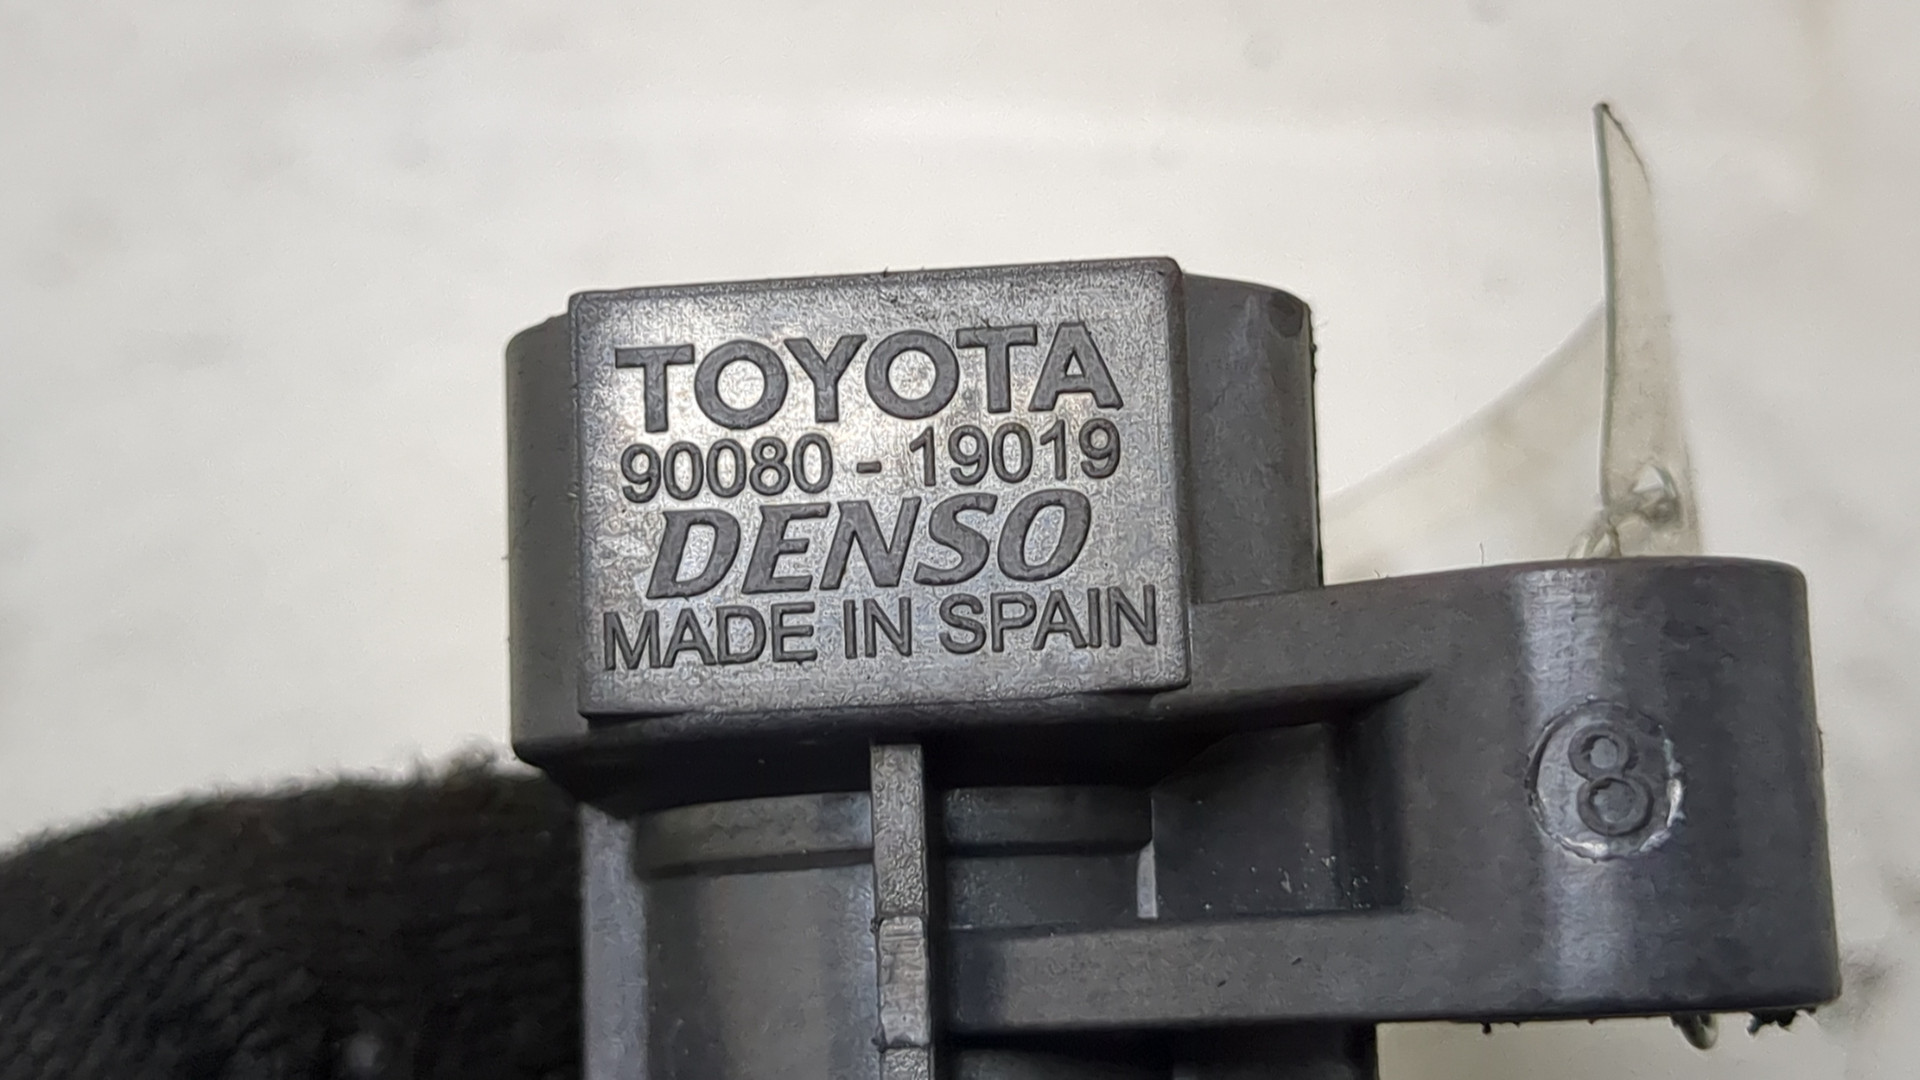 TOYOTA
90080 - 19019
DENSO
MADE IN SPAIN
8